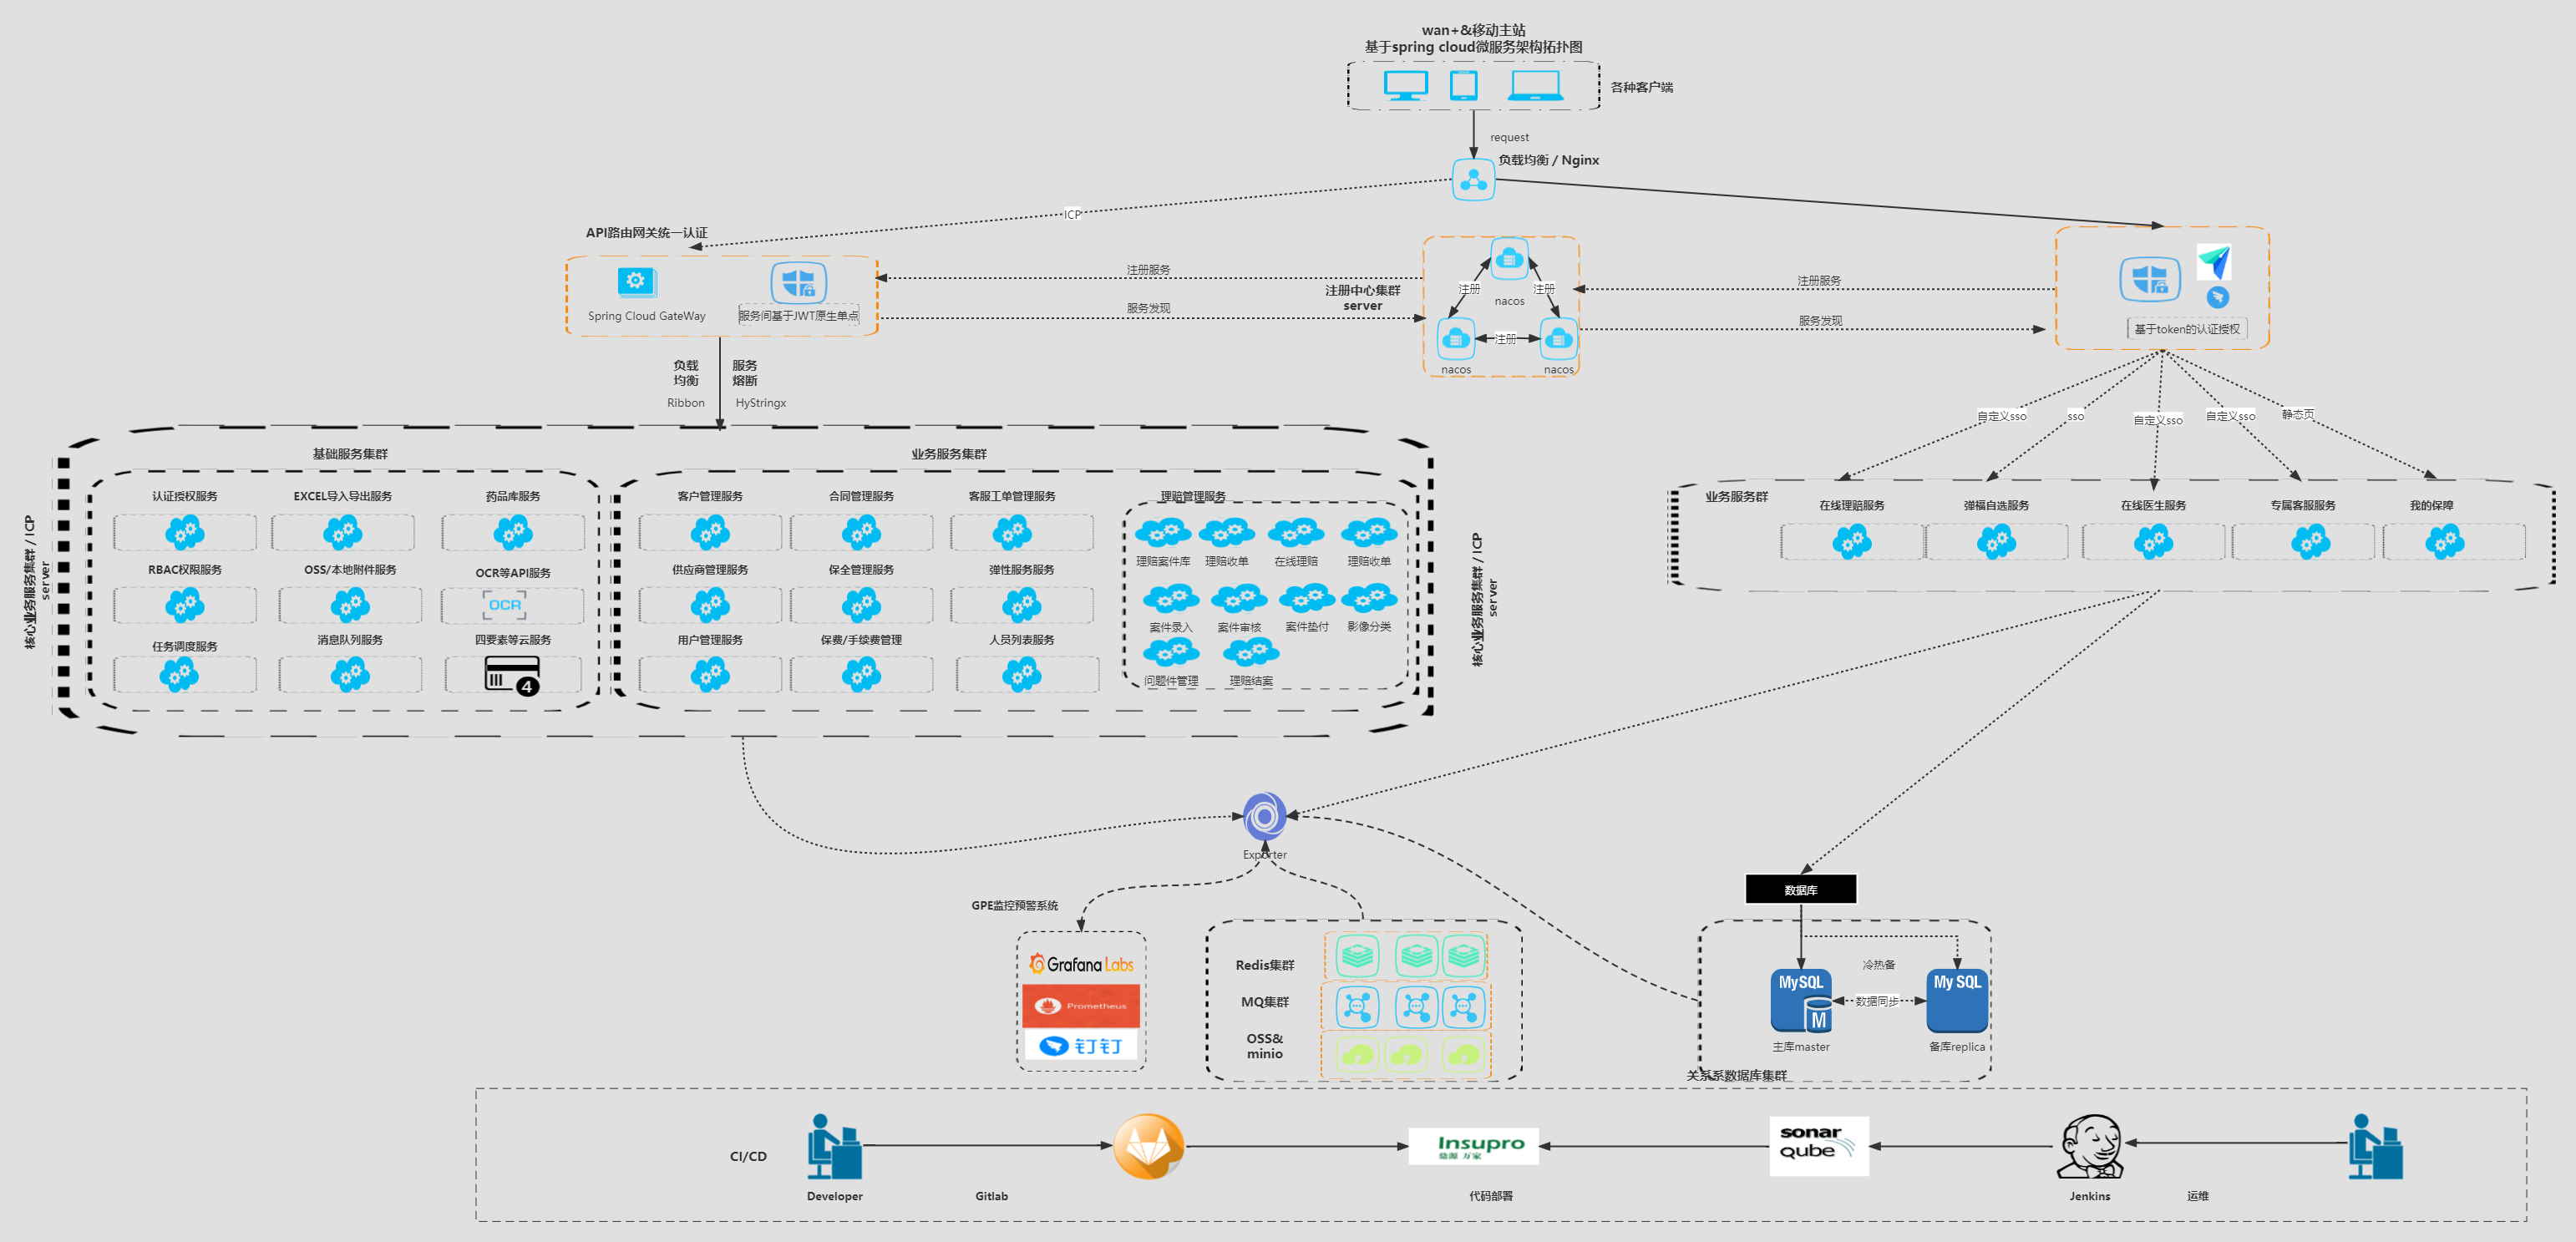 wan+&移动主站
基于spring cloud微服务架构拓扑图
各种客户端
request
负载均衡 / Nginx
ICP
API路由网关统一认证
Spring Cloud GateWay
服务间基于JWT原生单点
注册服务
服务发现
注册中心集群
server
nacos
注册
注册
注册
nacos
nacos
注册服务
服务发现
基于token的认证授权
负载
均衡
服务
熔断
Ribbon
HyStringx
自定义sso
sso
自定义sso
自定义sso
静态页
核心业务服务集群 / ICP
server
基础服务集群
认证授权服务
EXCEL导入导出服务
药品库服务
RBAC权限服务
OSS/本地附件服务
OCR等API服务
OCR
任务调度服务
消息队列服务
四要素等云服务
4
业务服务集群
客户管理服务
合同管理服务
客服工单管理服务
供应商管理服务
保全管理服务
弹性服务服务
用户管理服务
保费/手续费管理
人员列表服务
理赔管理服务
理赔案件库
理赔收单
在线理赔
理赔收单
案件录入
案件审核
案件垫付
影像分类
问题件管理
理赔结案
核心业务服务集群 / ICP
server
业务服务群
在线理赔服务
弹福自选服务
在线医生服务
专属客服服务
我的保障
Exporter
GPE监控预警系统
Grafana Labs
Prometheus
钉钉
Redis集群
MQ集群
OSS&
minio
数据库
冷热备
MySQL
M
数据同步
My SQL
主库master
备库replica
关系系数据库集群
CI/CD
Developer
Gitlab
Insupro
鼎源 万家
代码部署
sonar
qube
Jenkins
运维